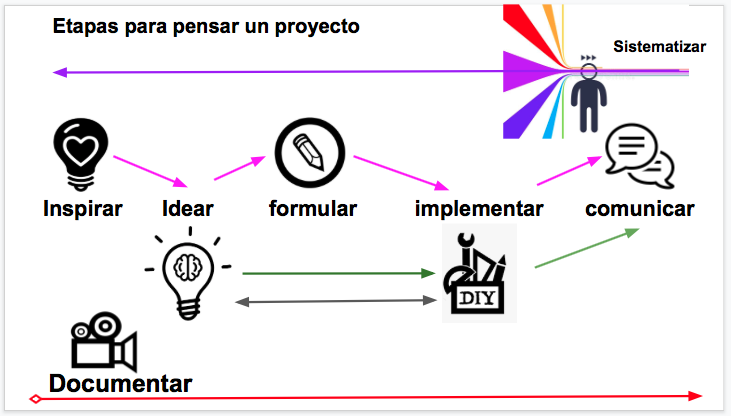 Etapas para pensar un proyecto
Sistematizar
Inspirar
Idear
formular
implementar
comunicar
DIY
Documentar